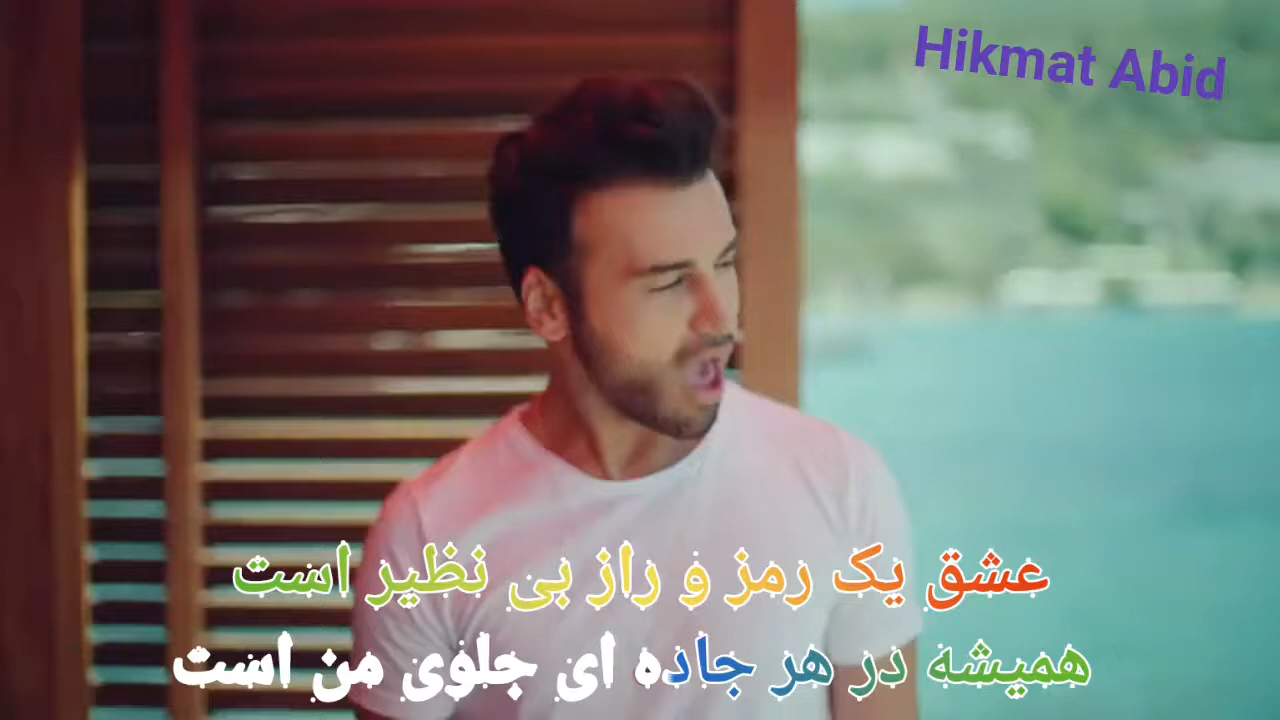 Hikmat Abid
عشق یک رمز و راز بی نظیر است
همیشه در هر جاده ای جلوی من است